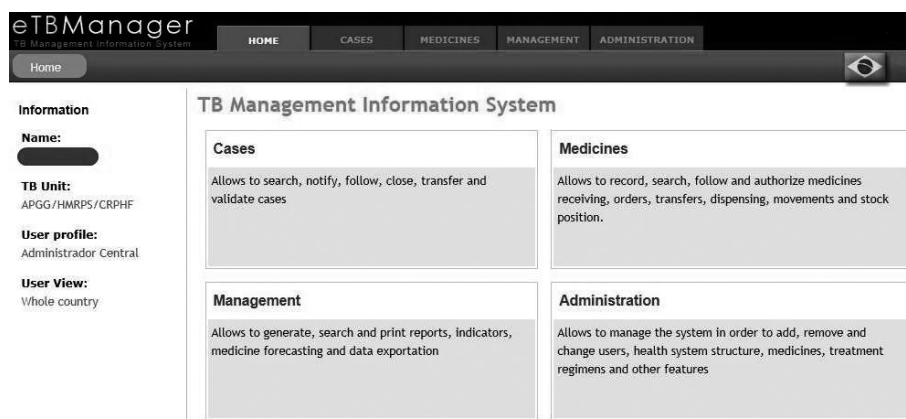 eTBManager
TB Management Information System
HOME CASES MEDICINES MANAGEMENT ADMINISTRATION
Home
Information
Name:
TB Unit:
APGG/HMRPS/CRPHF
User profile:
Administrador Central
User View:
Whole country
TB Management Information System
Cases
Allows to search, notify, follow, close, transfer and
validate cases
Medicines
Allows to record, search, follow and authorize medicines
receiving, orders, transfers, dispensing, movements and stock
position.
Management
Allows to generate, search and print reports, indicators,
medicine forecasting and data exportation
Administration
Allows to manage the system in order to add, remove and
change users, health system structure, medicines, treatment
regimens and other features